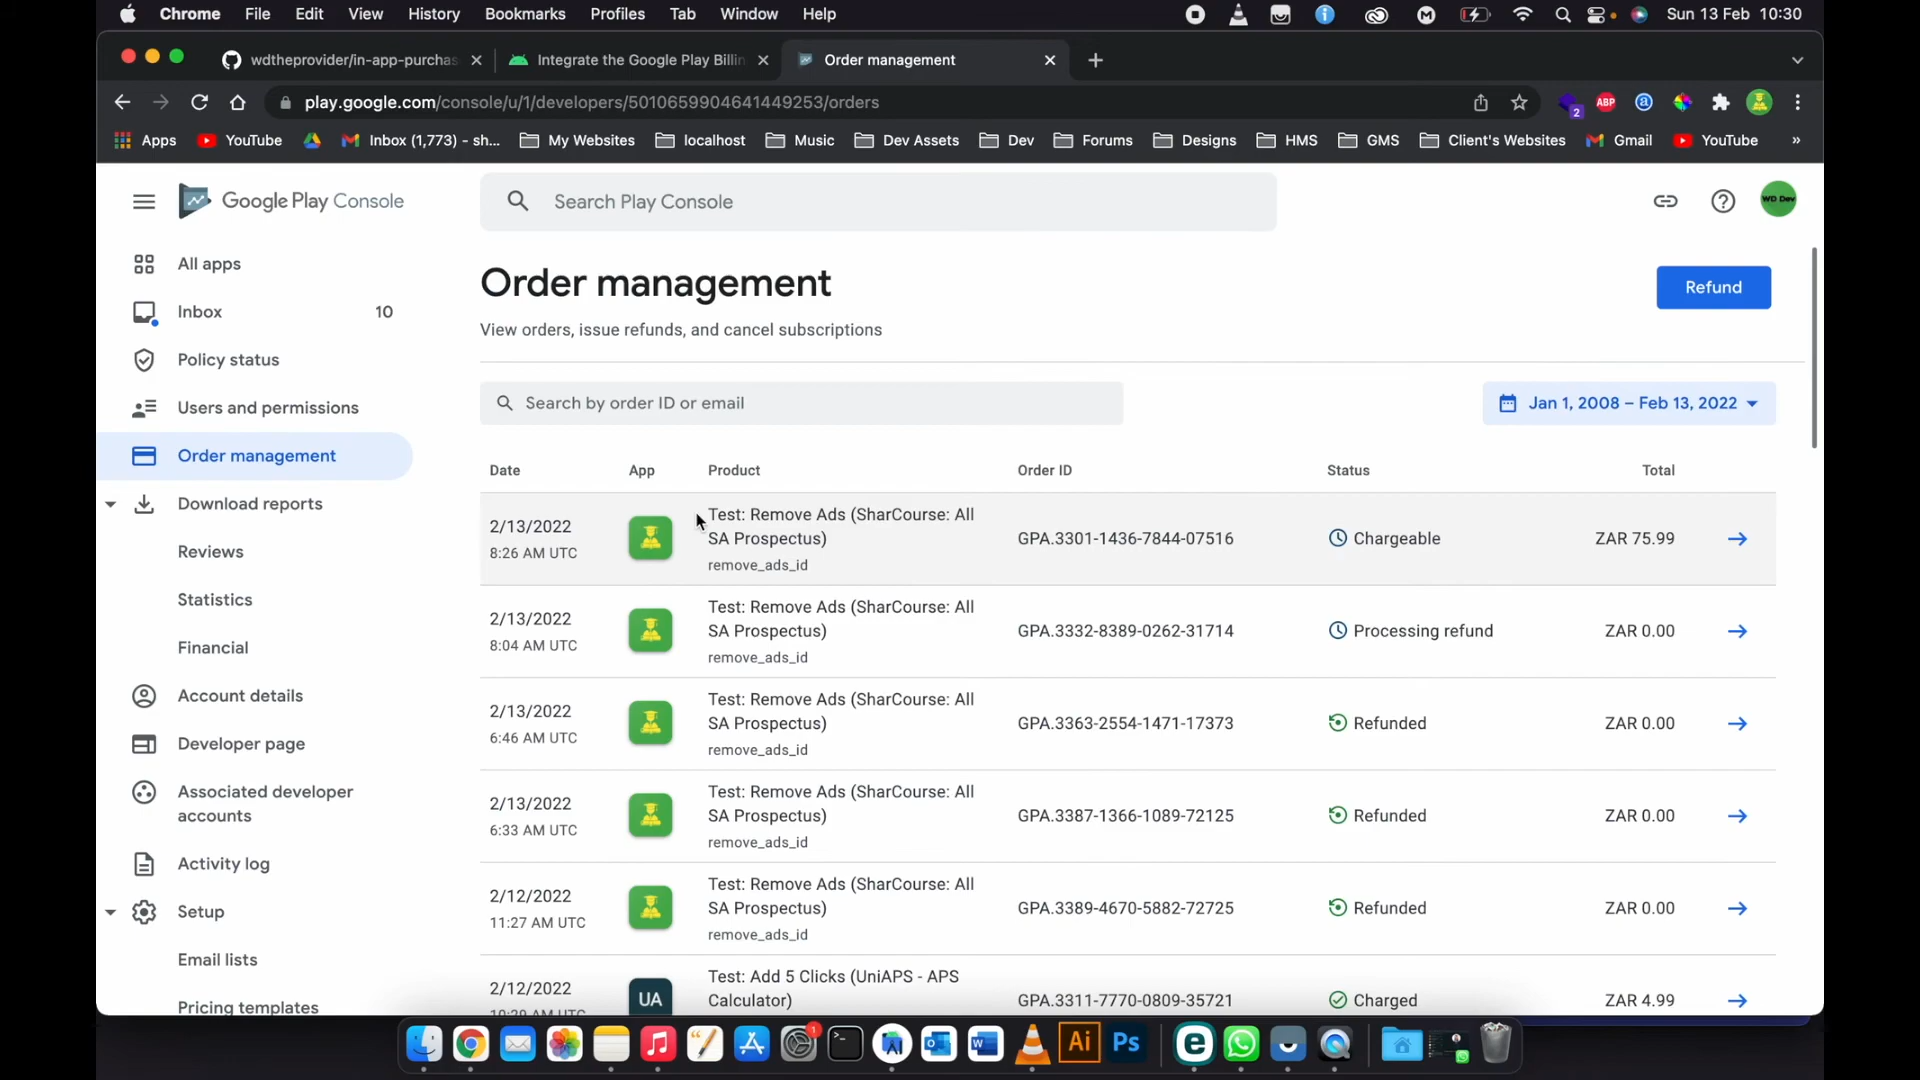 Chrome File Edit View History Bookmarks Profiles Tab Window Help Sun 13 Feb 10:30
wdtheprovider/in-app-purchas Integrate the Google Play Billin Order management
play.google.com/console/u/1/developers/5010659904641449253/orders
2 ABP
Apps YouTube Inbox (1,773) - sh... My Websites localhost Music Dev Assets Dev Forums Designs HMS GMS Client's Websites Gmail YouTube »
Google Play Console
Search Play Console
WD Dev
All apps
Inbox 10
Policy status
Users and permissions
Order management
Download reports
Reviews
Statistics
Financial
Account details
Developer page
Associated developer
accounts
Activity log
Setup
Email lists
Pricing templates
Order management
Refund
View orders, issue refunds, and cancel subscriptions
Search by order ID or email
Jan 1, 2008 – Feb 13, 2022
Date App Product Order ID Status Total
2/13/2022
8:26 AM UTC
Test: Remove Ads (SharCourse: All
SA Prospectus)
remove_ads_id
GPA.3301-1436-7844-07516
Chargeable
ZAR 75.99
2/13/2022
8:04 AM UTC
Test: Remove Ads (SharCourse: All
SA Prospectus)
remove_ads_id
GPA.3332-8389-0262-31714
Processing refund
ZAR 0.00
2/13/2022
6:46 AM UTC
Test: Remove Ads (SharCourse: All
SA Prospectus)
remove_ads_id
GPA.3363-2554-1471-17373
Refunded
ZAR 0.00
2/13/2022
6:33 AM UTC
Test: Remove Ads (SharCourse: All
SA Prospectus)
remove_ads_id
GPA.3387-1366-1089-72125
Refunded
ZAR 0.00
2/12/2022
11:27 AM UTC
Test: Remove Ads (SharCourse: All
SA Prospectus)
remove_ads_id
GPA.3389-4670-5882-72725
Refunded
ZAR 0.00
2/12/2022
10:29 AM UTC
UA
Test: Add 5 Clicks (UniAPS - APS
Calculator)
GPA.3311-7770-0809-35721
Charged
ZAR 4.99
1
Ai Ps